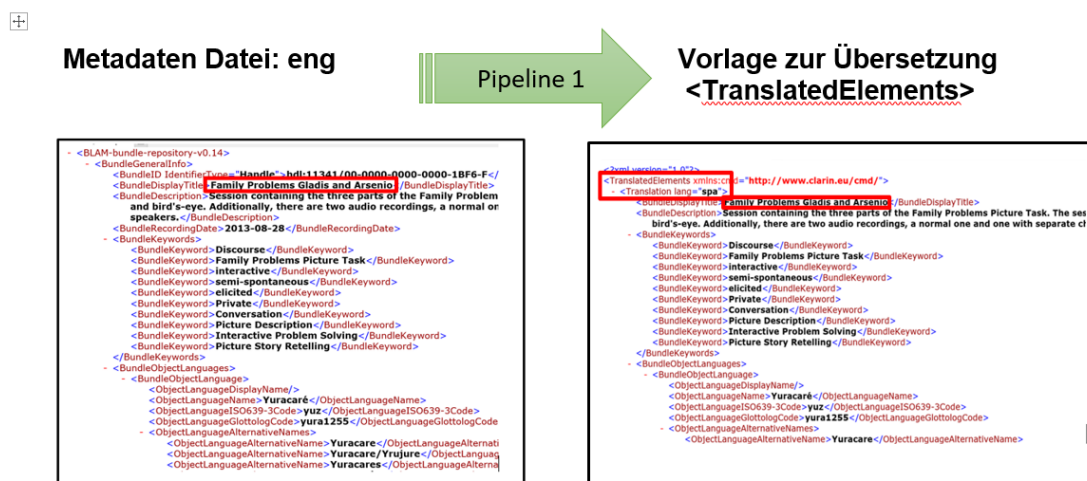 Metadaten Datei: eng
Pipeline 1
Vorlage zur Übersetzung
<TranslatedElements>
- <BLAM-bundle-repository-v0.14>
- <BundleGeneralInfo>
<BundleID IdentifierType="Handle">hdl:11341/00-0000-0000-0000-1BF6-F</
<BundleDisplayTitle>Family Problems Gladis and Arsenio</BundleDisplayTitle>
<BundleDescription>Session containing the three parts of the Family Problem
and bird's-eye. Additionally, there are two audio recordings, a normal on
speakers.</BundleDescription>
<BundleRecordingDate>2013-08-28</BundleRecordingDate>
- <BundleKeywords>
<BundleKeyword>Discourse</BundleKeyword>
<BundleKeyword>Family Problems Picture Task</BundleKeyword>
<BundleKeyword>interactive</BundleKeyword>
<BundleKeyword>semi-spontaneous</BundleKeyword>
<BundleKeyword>elicited</BundleKeyword>
<BundleKeyword>Private</BundleKeyword>
<BundleKeyword>Conversation</BundleKeyword>
<BundleKeyword>Picture Description</BundleKeyword>
<BundleKeyword>Interactive Problem Solving</BundleKeyword>
<BundleKeyword>Picture Story Retelling</BundleKeyword>
</BundleKeywords>
- <BundleObjectLanguages>
- <BundleObjectLanguage>
<ObjectLanguageDisplayName/>
<ObjectLanguageName>Yuracaré</ObjectLanguageName>
<ObjectLanguageISO639-3Code>yuz</ObjectLanguageISO639-3Code>
<ObjectLanguageGlottologCode>yura1255</ObjectLanguageGlottologCode
- <ObjectLanguageAlternativeNames>
<ObjectLanguageAlternativeName>Yuracare</ObjectLanguageAlternati
<ObjectLanguageAlternativeName>Yuracare/Yrujure</ObjectLanguag
<ObjectLanguageAlternativeName>Yuracares</ObjectLanguageAlterna
<?xml version="1.0"?>
<TranslatedElements xmlns:cmd="http://www.clarin.eu/cmd/">
- <Translation lang="spa">
<BundleDisplayTitle>Family Problems Gladis and Arsenio</BundleDisplayTitle>
<BundleDescription>Session containing the three parts of the Family Problems Picture Task. The ses
bird's-eye. Additionally, there are two audio recordings, a normal one and one with separate ch
- <BundleKeywords>
<BundleKeyword>Discourse</BundleKeyword>
<BundleKeyword>Family Problems Picture Task</BundleKeyword>
<BundleKeyword>interactive</BundleKeyword>
<BundleKeyword>semi-spontaneous</BundleKeyword>
<BundleKeyword>elicited</BundleKeyword>
<BundleKeyword>Private</BundleKeyword>
<BundleKeyword>Conversation</BundleKeyword>
<BundleKeyword>Picture Description</BundleKeyword>
<BundleKeyword>Interactive Problem Solving</BundleKeyword>
<BundleKeyword>Picture Story Retelling</BundleKeyword>
</BundleKeywords>
- <BundleObjectLanguages>
- <BundleObjectLanguage>
<ObjectLanguageDisplayName/>
<ObjectLanguageName>Yuracaré</ObjectLanguageName>
<ObjectLanguageISO639-3Code>yuz</ObjectLanguageISO639-3Code>
<ObjectLanguageGlottologCode>yura1255</ObjectLanguageGlottologCode>
- <ObjectLanguageAlternativeNames>
<ObjectLanguageAlternativeName>Yuracare</ObjectLanguageAlternativeName>